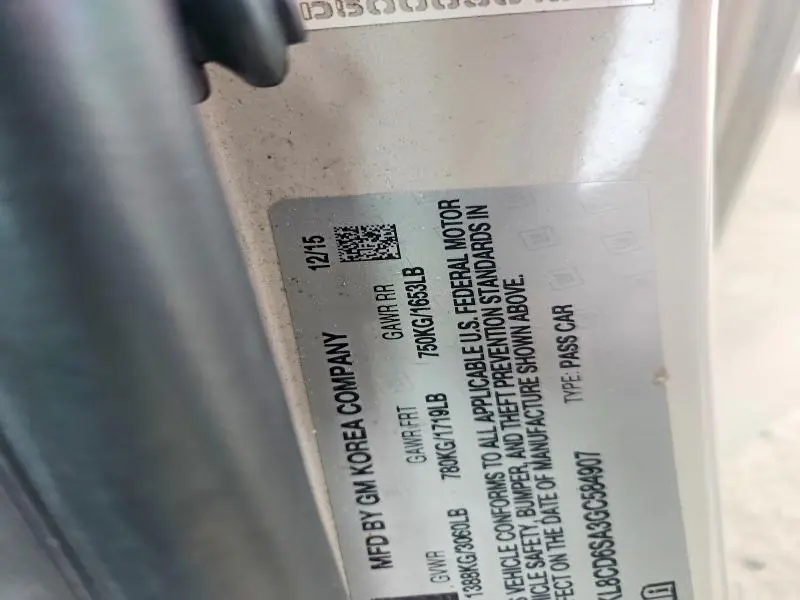 MFD BY GM KOREA COMPANY 12/15
GVWR GAWR FRT GAWR RR
1388KG/3060LB 780KG/1719LB 750KG/1653LB
VEHICLE CONFORMS TO ALL APPLICABLE U.S. FEDERAL MOTOR
VEHICLE SAFETY, BUMPER, AND THEFT PREVENTION STANDARDS IN
EFFECT ON THE DATE OF MANUFACTURE SHOWN ABOVE.
KL8CD6SA3GC584907 TYPE: PASS CAR